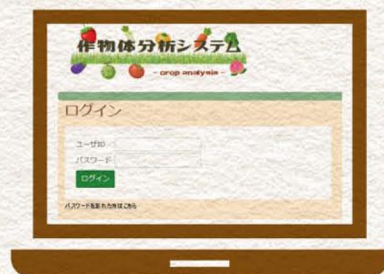 作物体分析システム
- crop analysis -
ログイン
ユーザID
パスワード
ログイン
パスワードを忘れた方はこちら